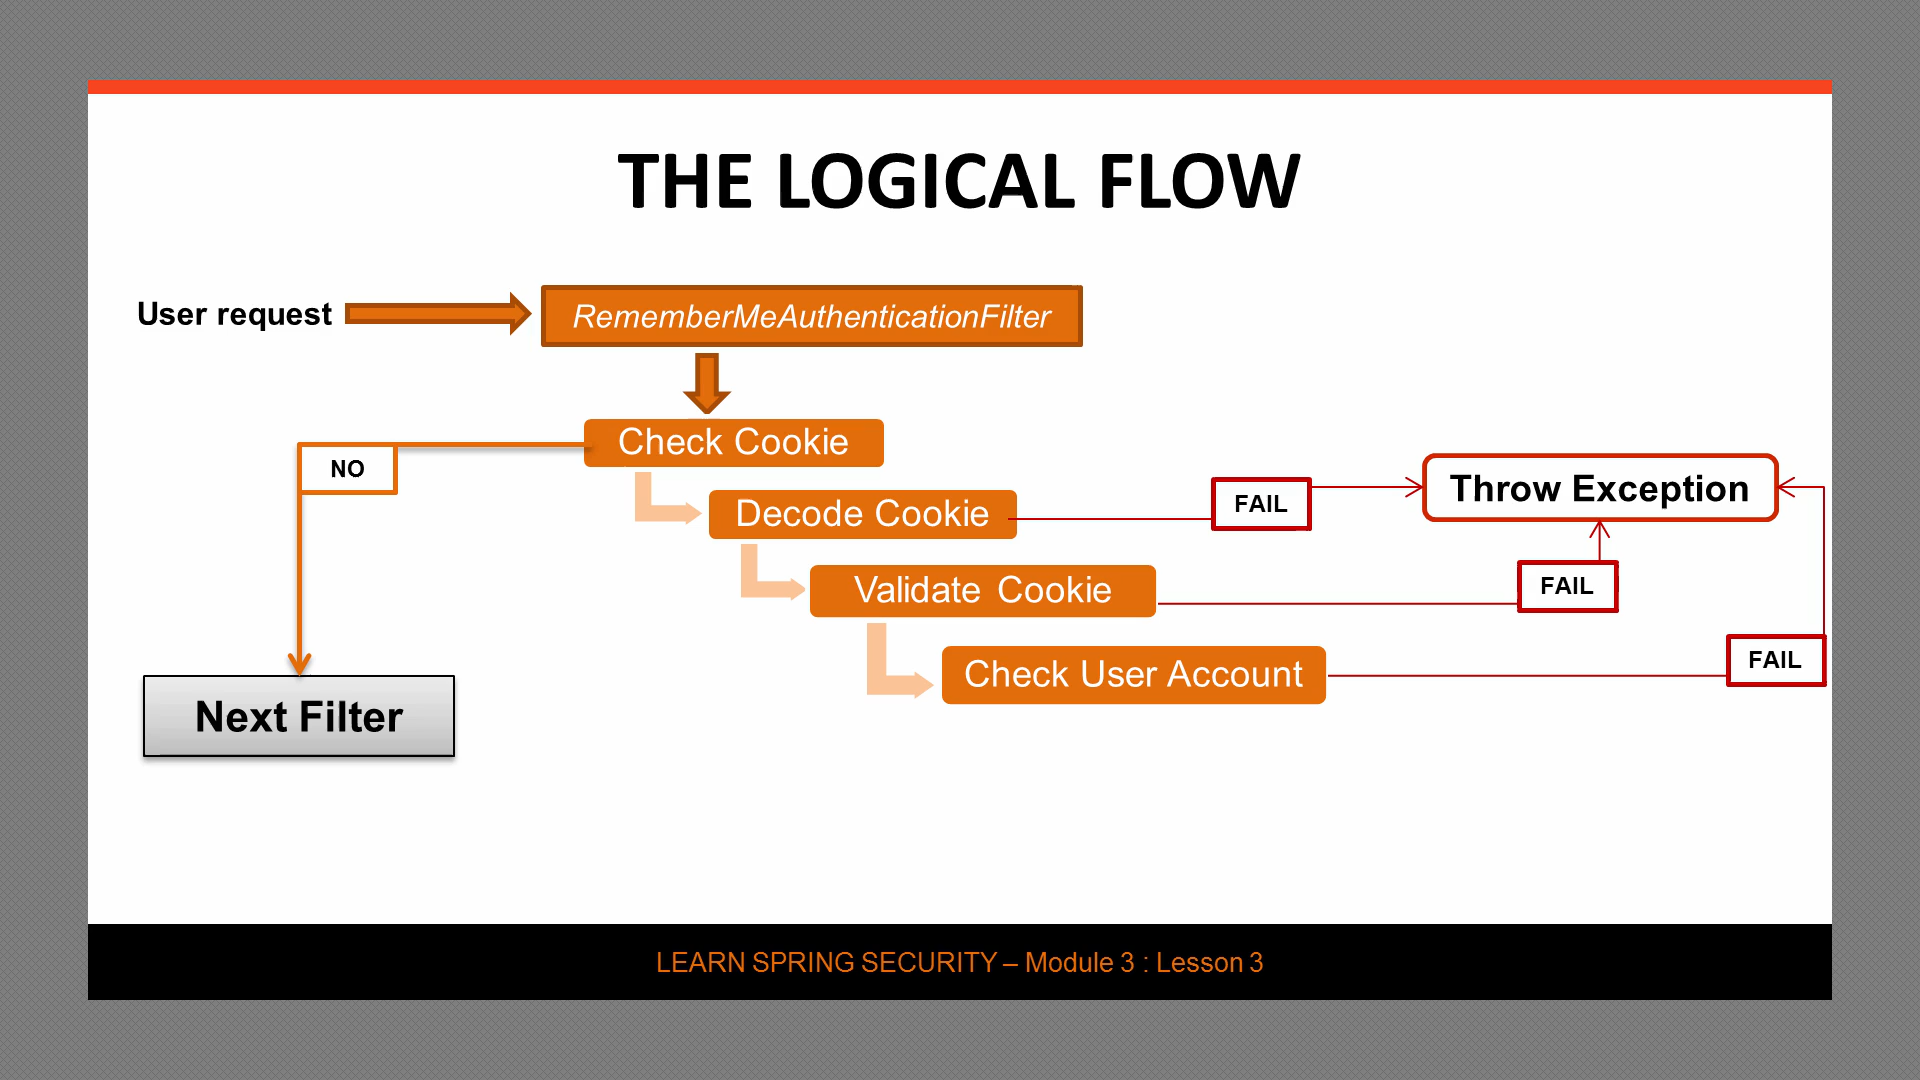 THE LOGICAL FLOW
User request
RememberMeAuthenticationFilter
Check Cookie
NO
Decode Cookie
FAIL
Throw Exception
Validate Cookie
FAIL
Check User Account
FAIL
Next Filter
LEARN SPRING SECURITY – Module 3 : Lesson 3